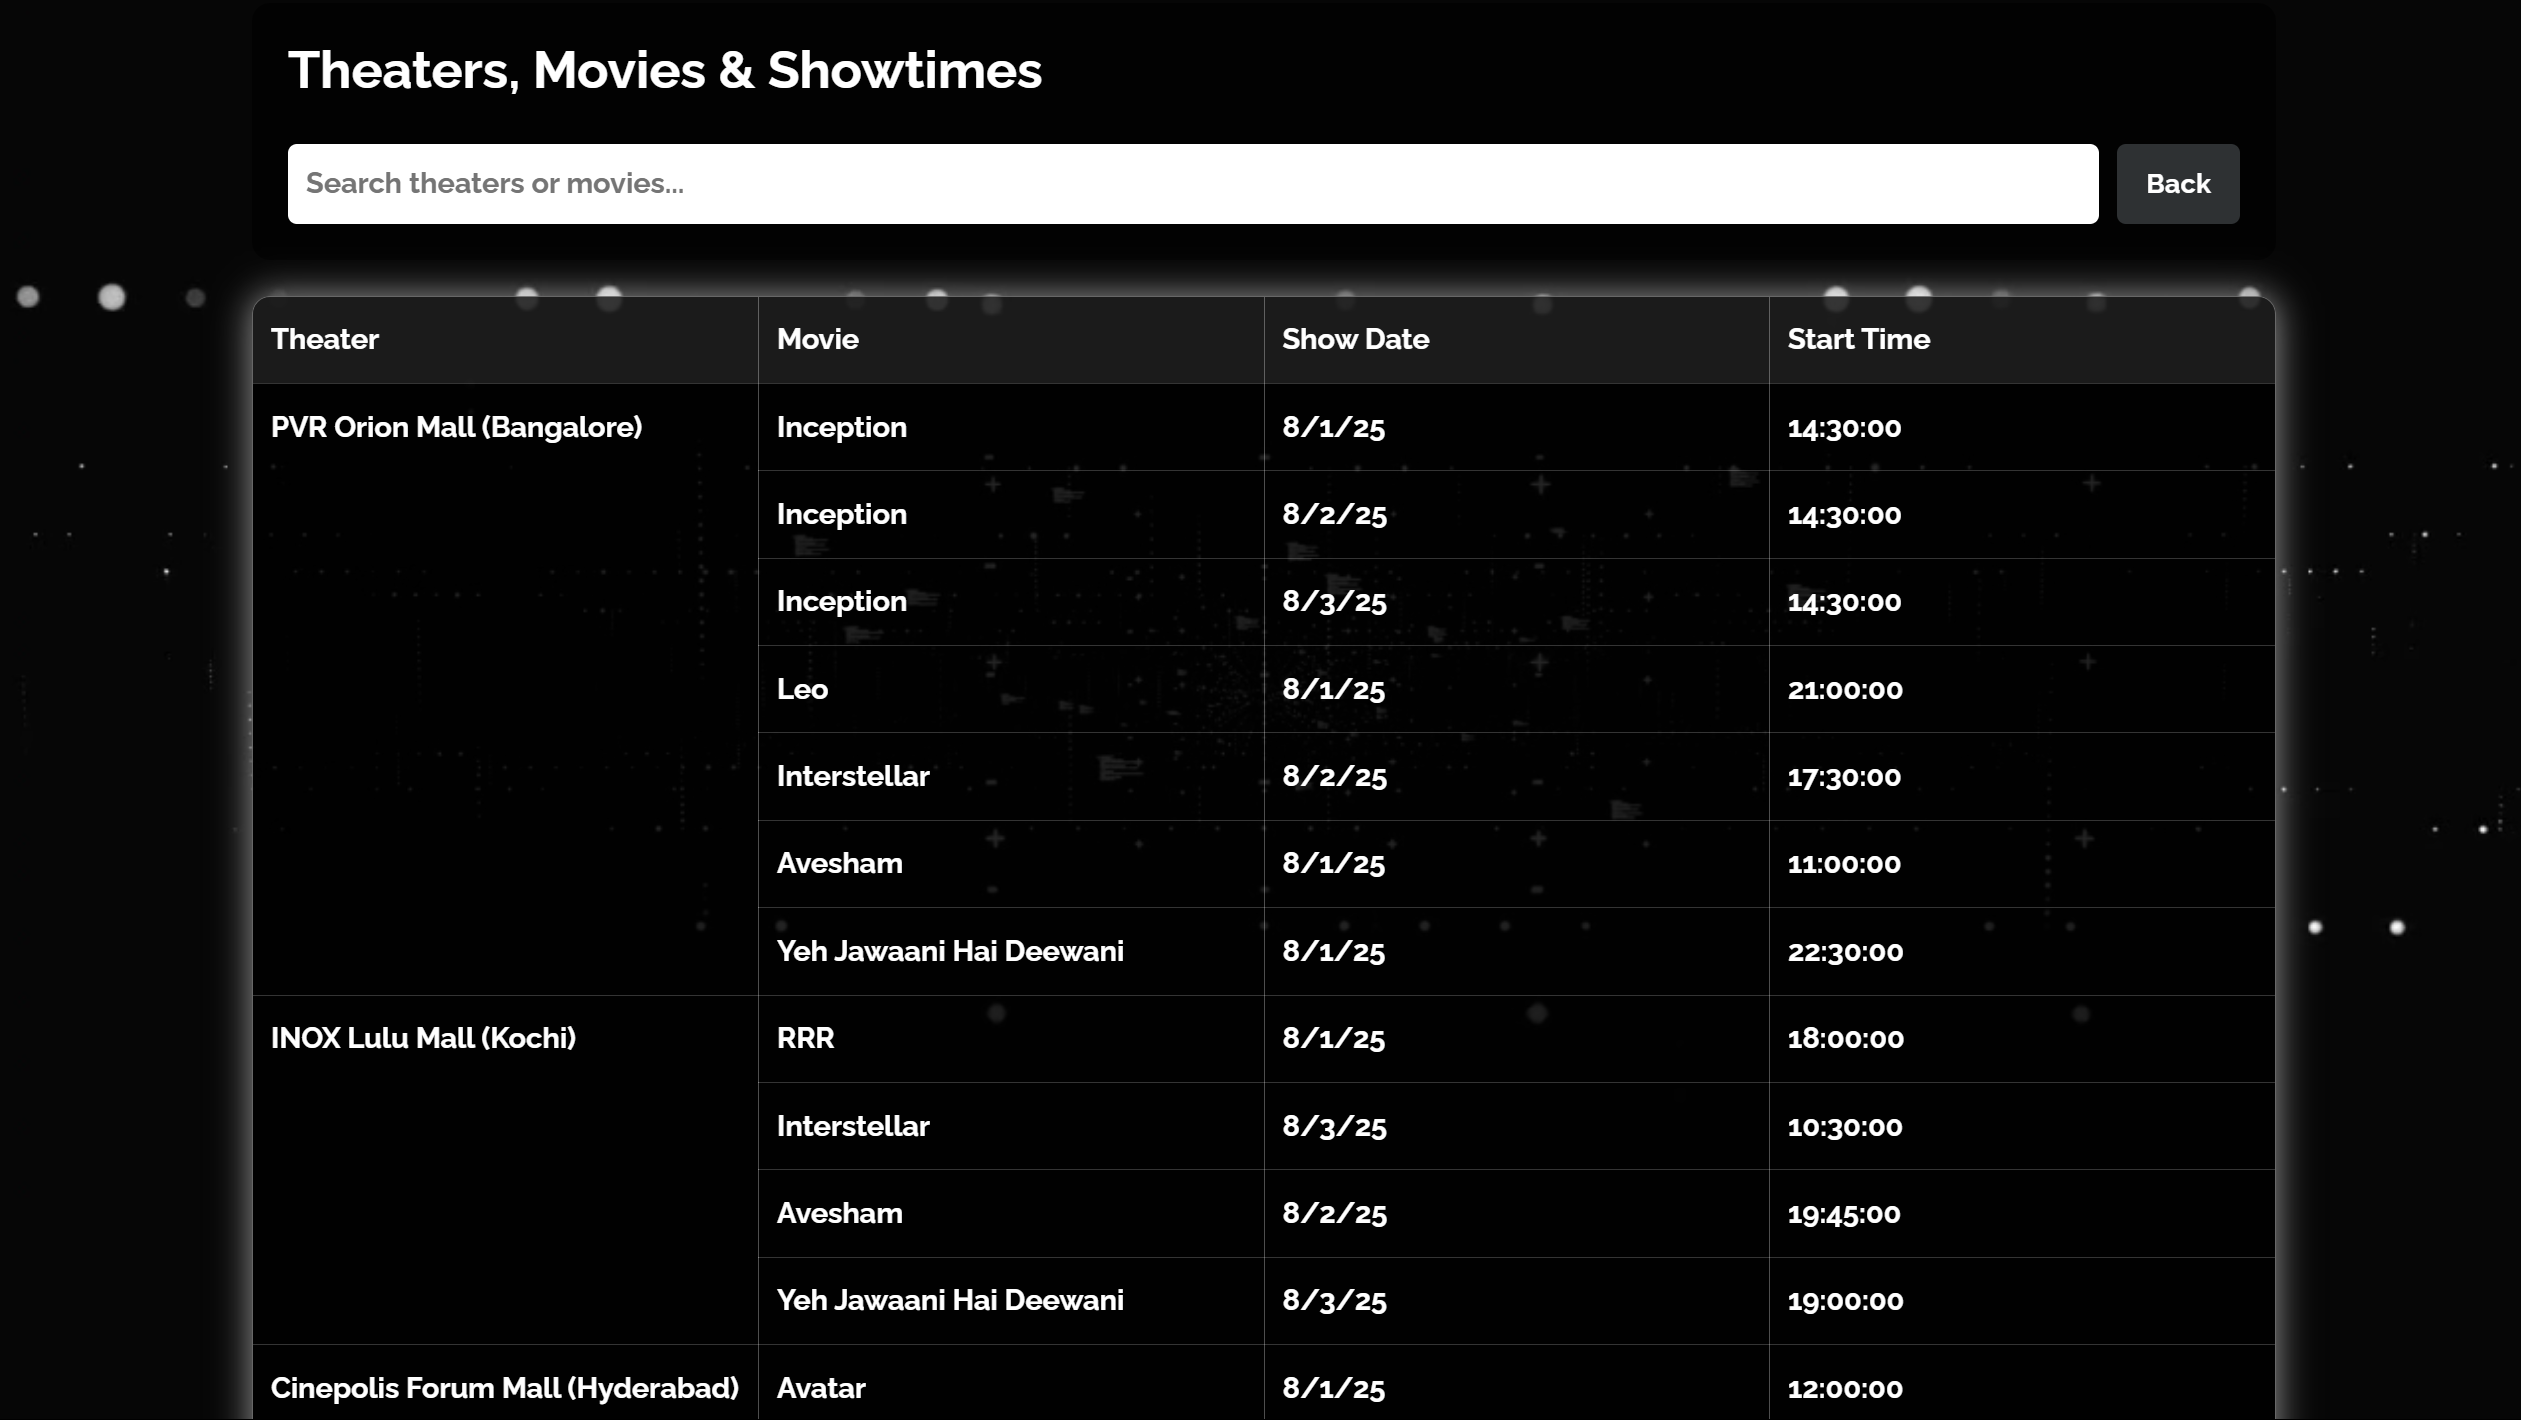 Theaters, Movies & Showtimes
Search theaters or movies...
Back
Theater Movie Show Date Start Time
PVR Orion Mall (Bangalore) Inception 8/1/25 14:30:00
Inception 8/2/25 14:30:00
Inception 8/3/25 14:30:00
Leo 8/1/25 21:00:00
Interstellar 8/2/25 17:30:00
Avesham 8/1/25 11:00:00
Yeh Jawaani Hai Deewani 8/1/25 22:30:00
INOX Lulu Mall (Kochi) RRR 8/1/25 18:00:00
Interstellar 8/3/25 10:30:00
Avesham 8/2/25 19:45:00
Yeh Jawaani Hai Deewani 8/3/25 19:00:00
Cinepolis Forum Mall (Hyderabad) Avatar 8/1/25 12:00:00